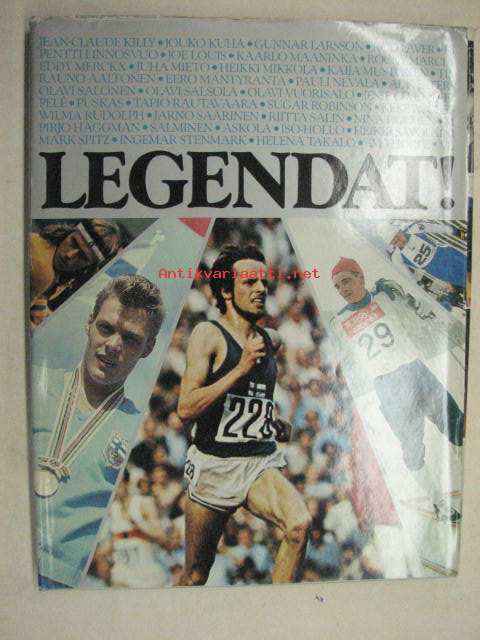 JEAN-CLAUDE KILLY • JOUKO KUHA • GUNNAR LARSSON •
PENTTI LINNOSVUO • JOE LOUIS • KAARLO MAANINKA •
EDDY MERCKX • JUHA MIETO • HEIKKI MIKKOLA • KAIJA
RAUNO AALTONEN • EERO MÄNTYRANTA • PAULI NEVALA •
OLAVI SALONEN • OLAVI SALSOLA • OLAVI VUORISALO •
PELÉ • PUSKAS • TAPIO RAUTAVAARA • SUGAR ROBINSON •
WILMA RUDOLPH • JARNO SAARINEN • RIITTA SALIN •
PIRJO HÄGGMAN • SALMINEN • ASKOLA • ISO-HOLLO •
MARK SPITZ • INGEMAR STENMARK • HELENA TAKALO •
LEGENDAT!
Antikvariaatti.net
25
29
228